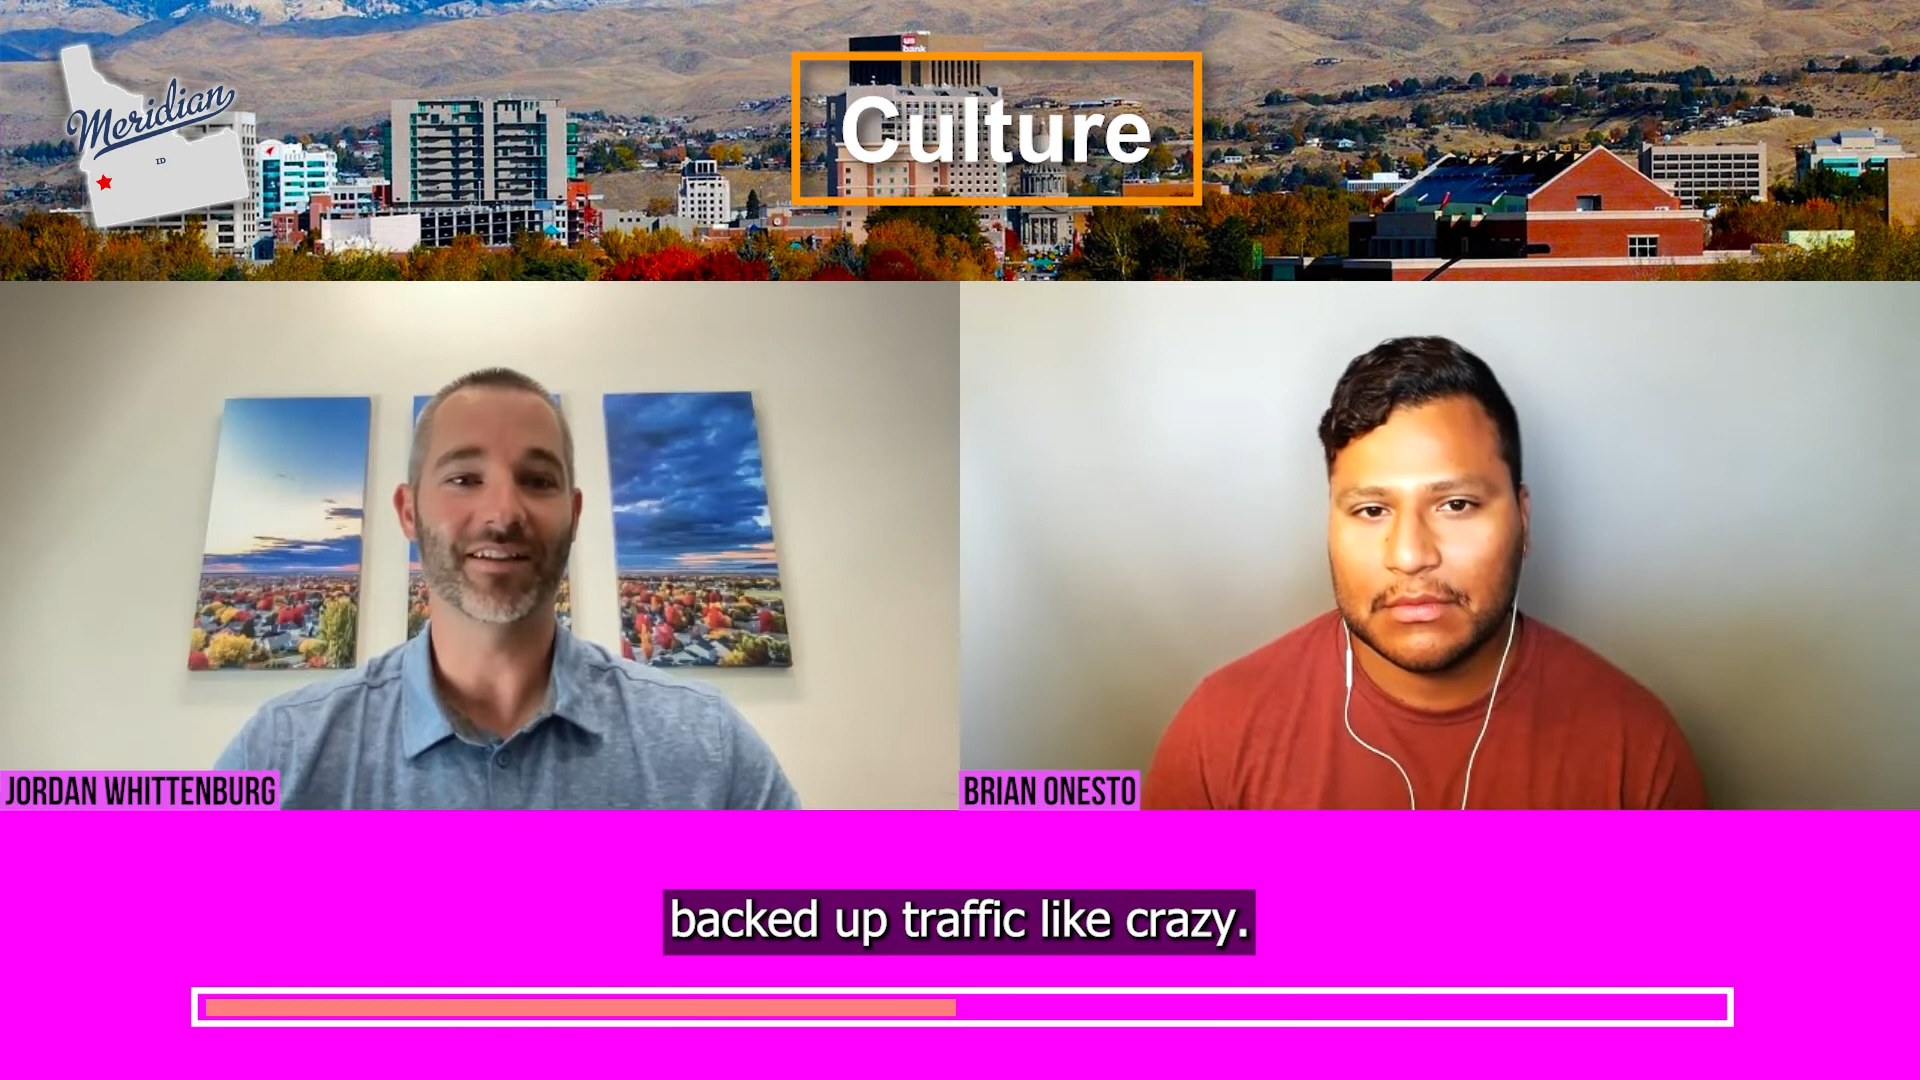 us
bank
Meridian
ID
Culture
JORDAN WHITTENBURG
BRIAN ONESTO
backed up traffic like crazy.